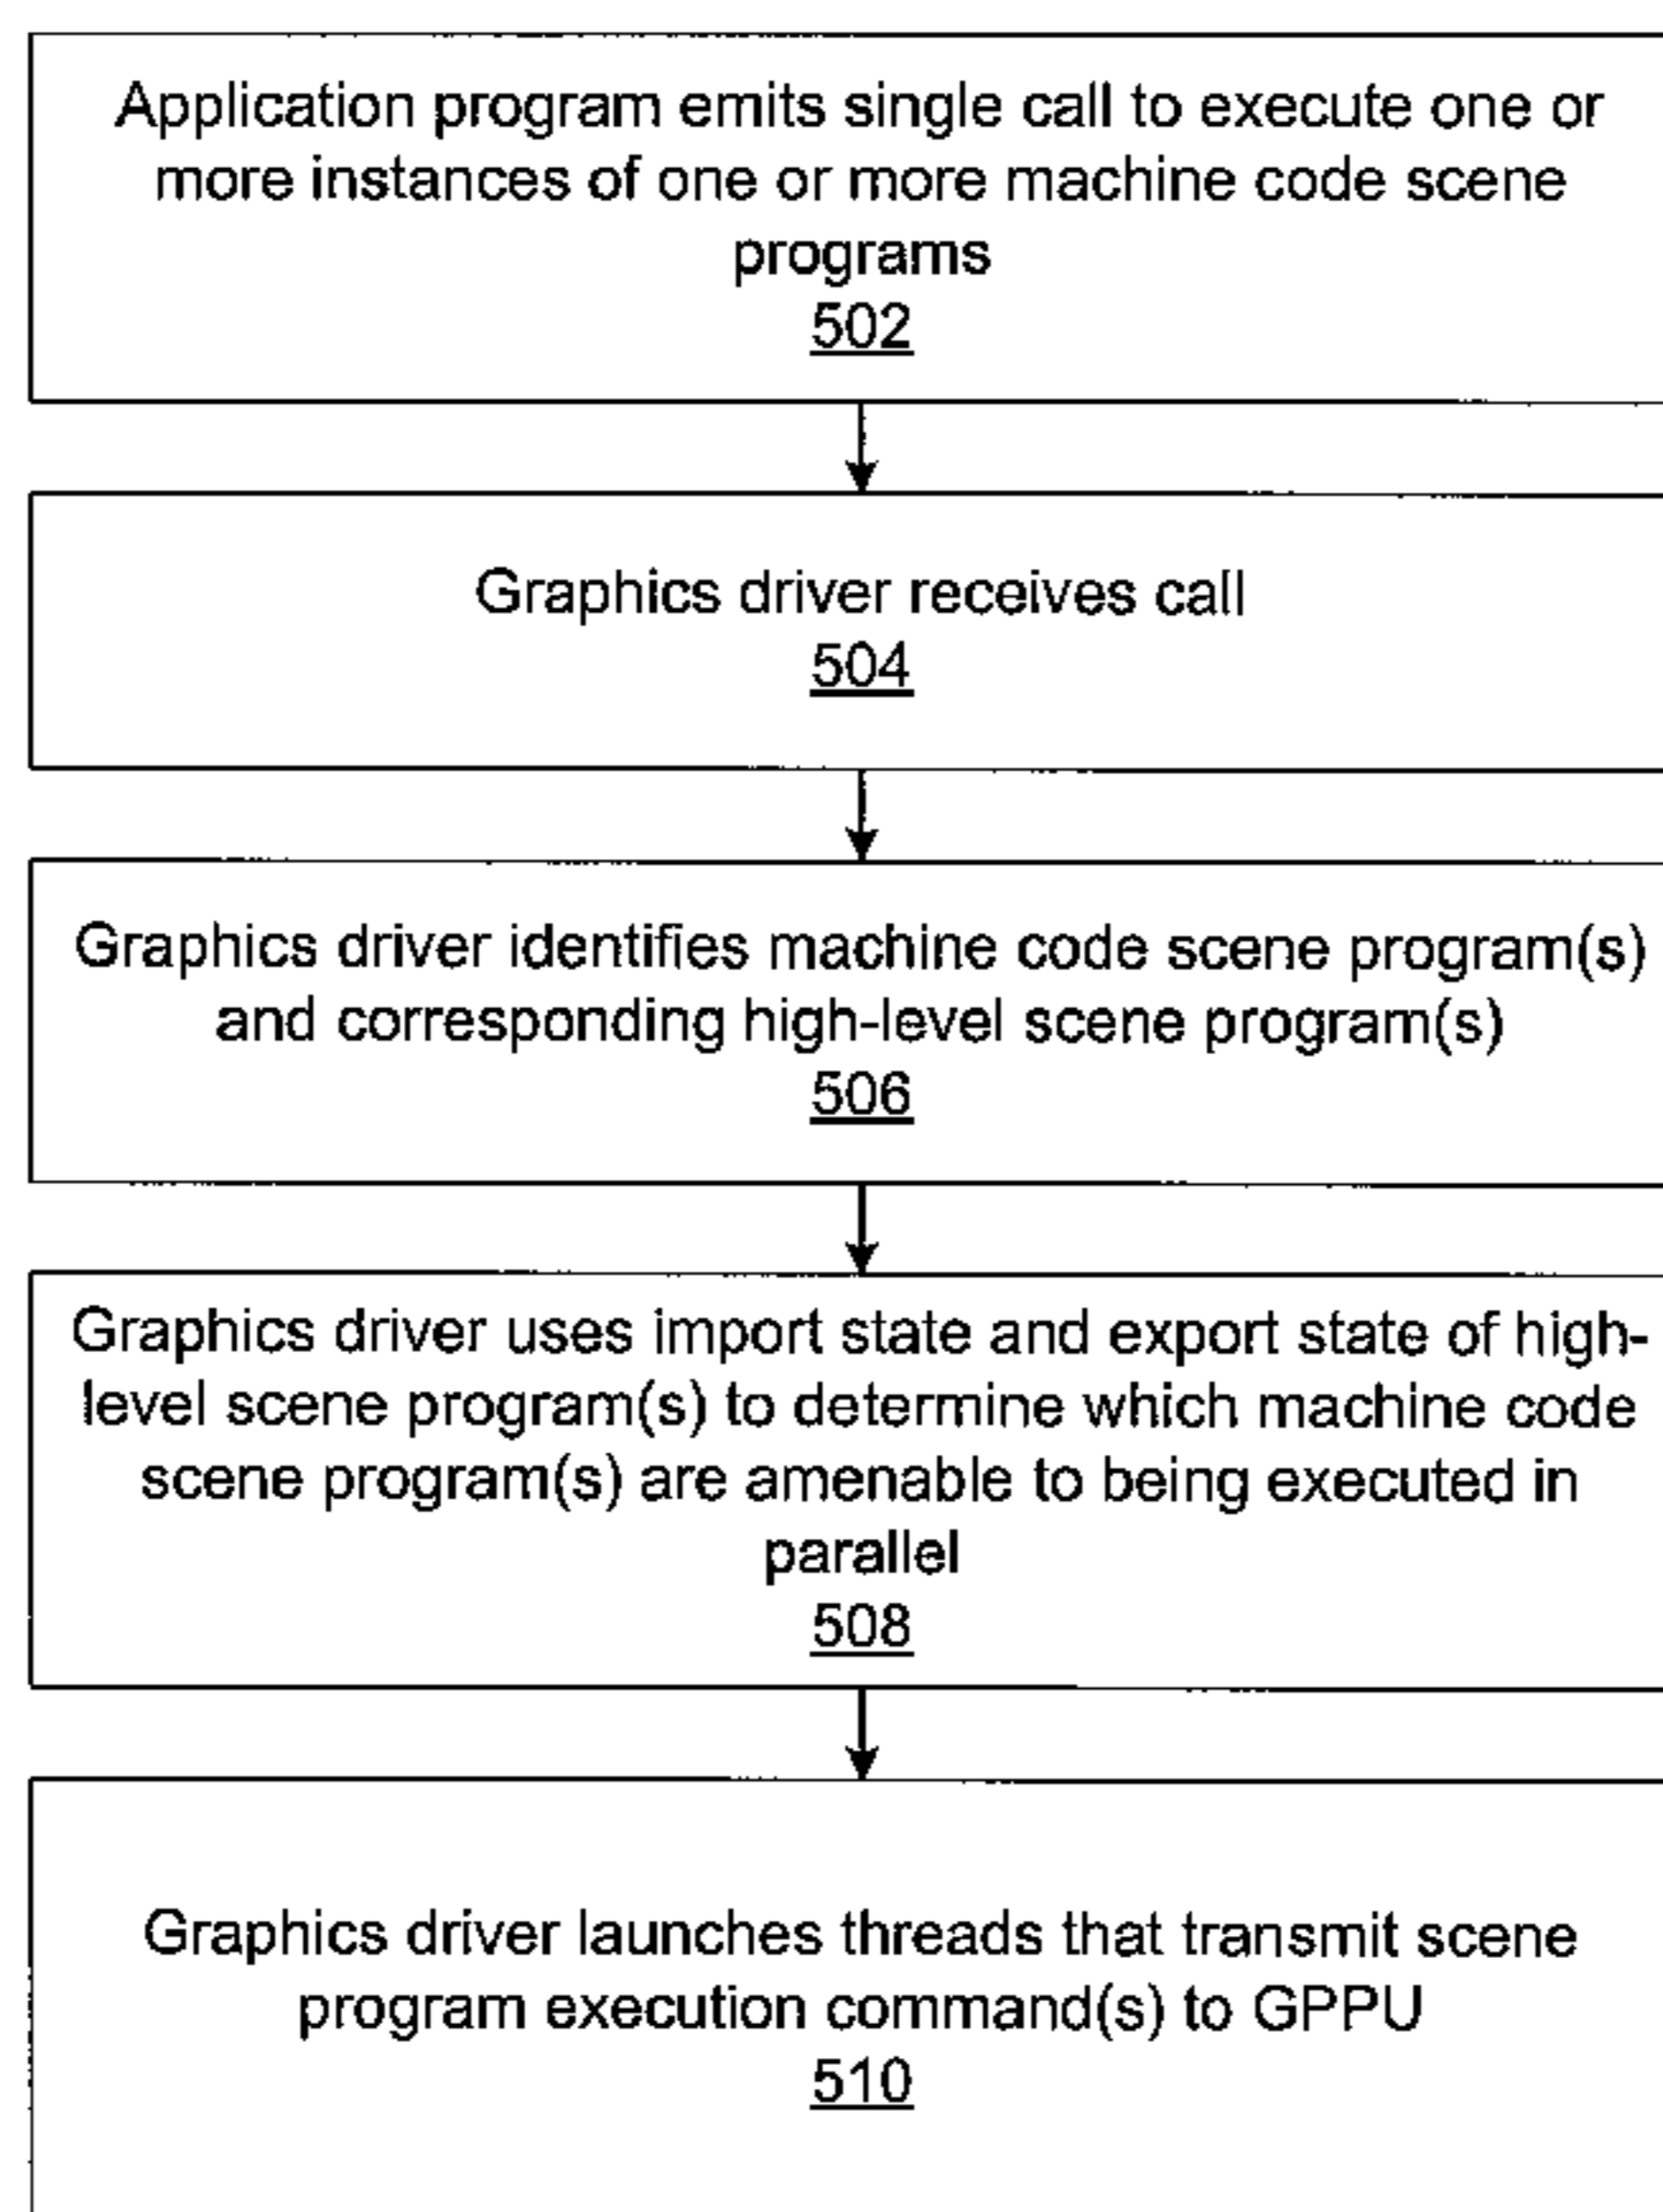 Application program emits single call to execute one or
more instances of one or more machine code scene
programs
502
Graphics driver receives call
504
Graphics driver identifies machine code scene program(s)
and corresponding high-level scene program(s)
506
Graphics driver uses import state and export state of high-
level scene program(s) to determine which machine code
scene program(s) are amenable to being executed in
parallel
508
Graphics driver launches threads that transmit scene
program execution command(s) to GPPU
510